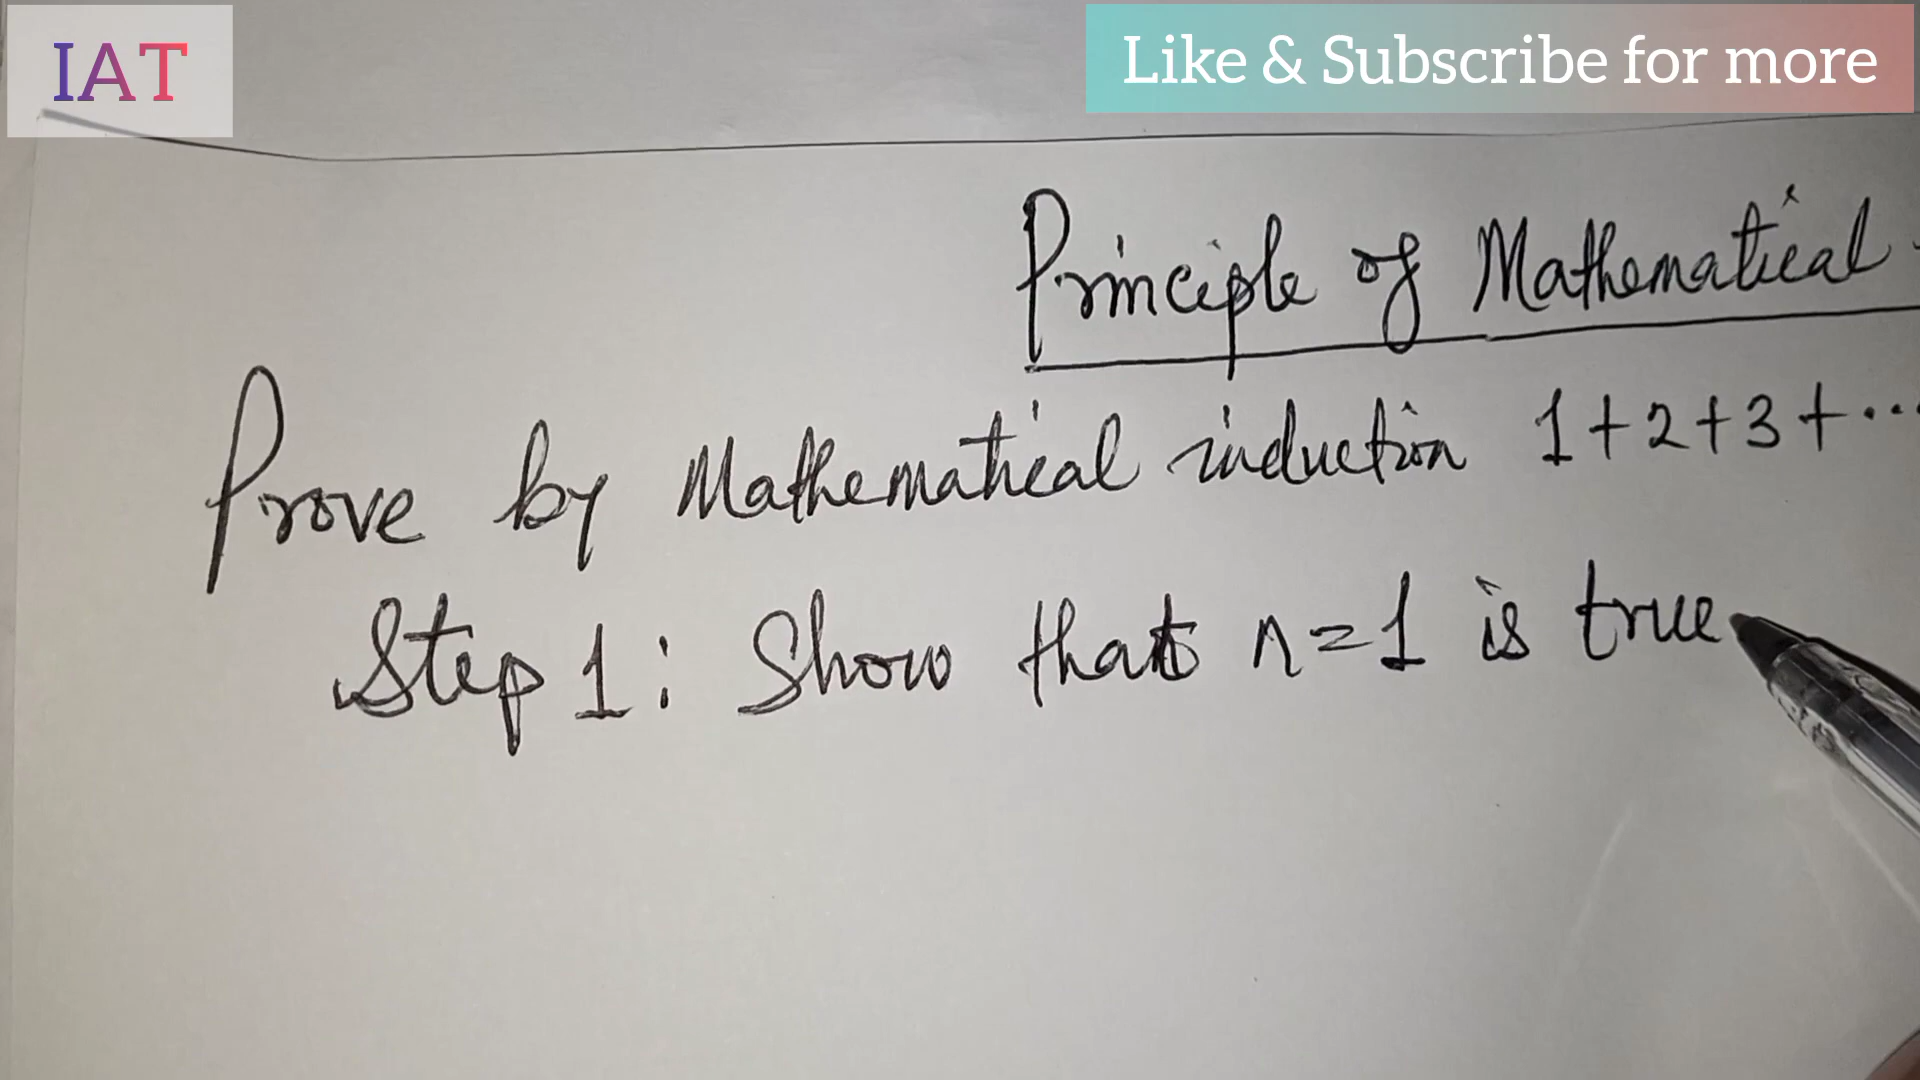 IAT
Like & Subscribe for more
Principle of Mathematical
Prove by Mathematical induction 1+2+3+...
Step 1: Show that n=1 is true